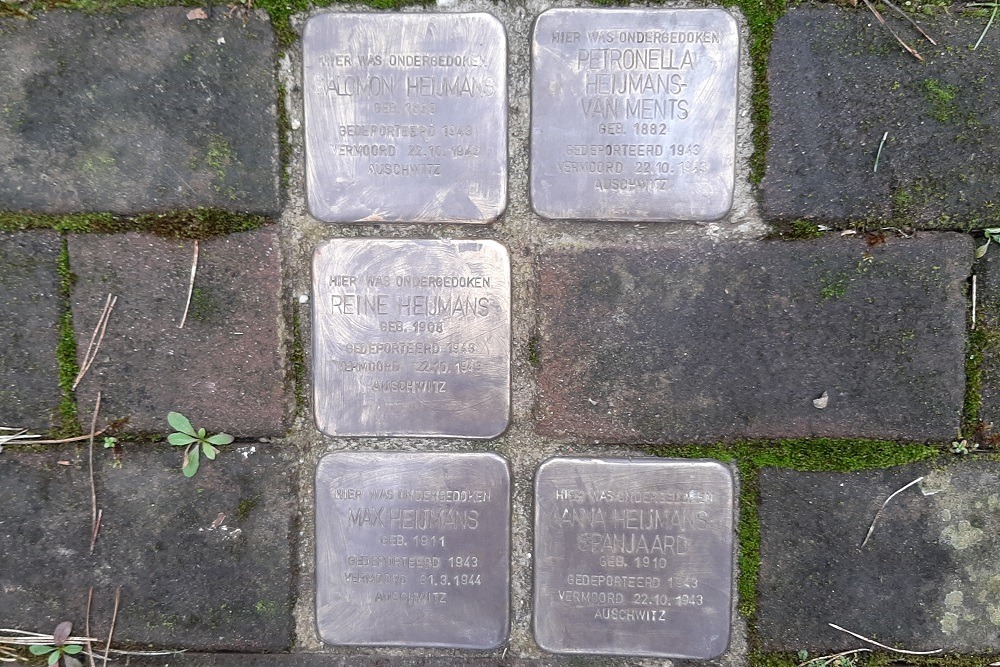 HIER WAS ONDERGEDOKEN
SALOMON HEIJMANS
GEB.
GEDEPORTEERD 1943
VERMOORD 22.10.1943
AUSCHWITZ
HIER WAS ONDERGEDOKEN
PETRONELLA
HEIJMANS-
VAN MENTS
GEB. 1882
GEDEPORTEERD 1943
VERMOORD 22.10.1943
AUSCHWITZ
HIER WAS ONDERGEDOKEN
REINE HEIJMANS
GEB. 1908
GEDEPORTEERD 1943
VERMOORD 22.10.1943
AUSCHWITZ
HIER WAS ONDERGEDOKEN
MAX HEIJMANS
GEB. 1911
GEDEPORTEERD 1943
VERMOORD 31.3.1944
AUSCHWITZ
HIER WAS ONDERGEDOKEN
HEIJMANS-
SPANJAARD
GEB. 1910
GEDEPORTEERD 1943
VERMOORD 22.10.1943
AUSCHWITZ